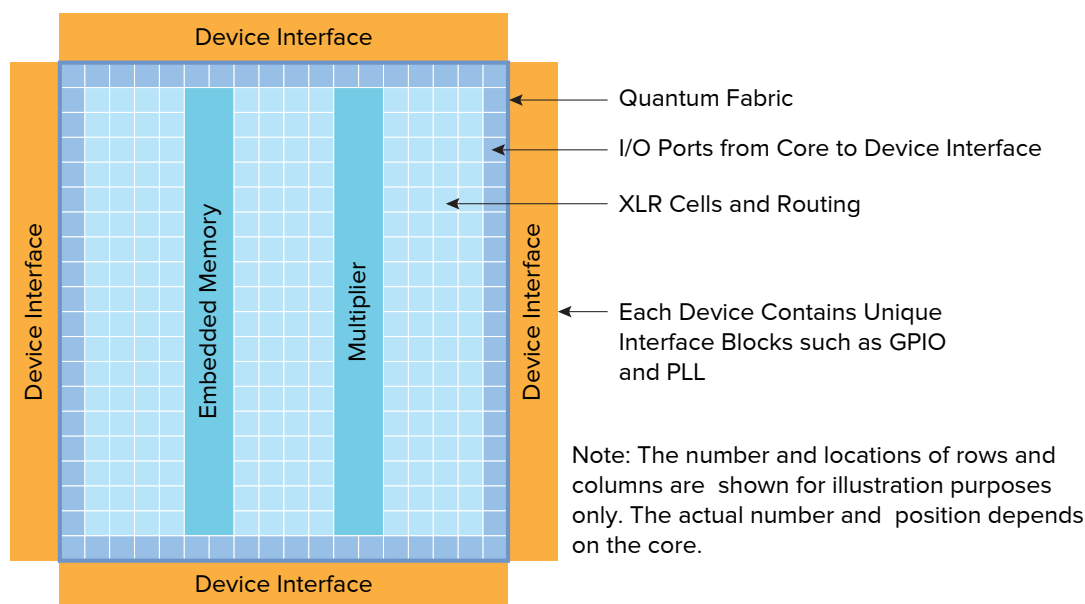 Device Interface
Quantum Fabric
I/O Ports from Core to Device Interface
XLR Cells and Routing
Device Interface
Embedded Memory
Multiplier
Device Interface
Each Device Contains Unique
Interface Blocks such as GPIO
and PLL
Note: The number and locations of rows and
columns are  shown for illustration purposes
only. The actual number and  position depends
on the core.
Device Interface